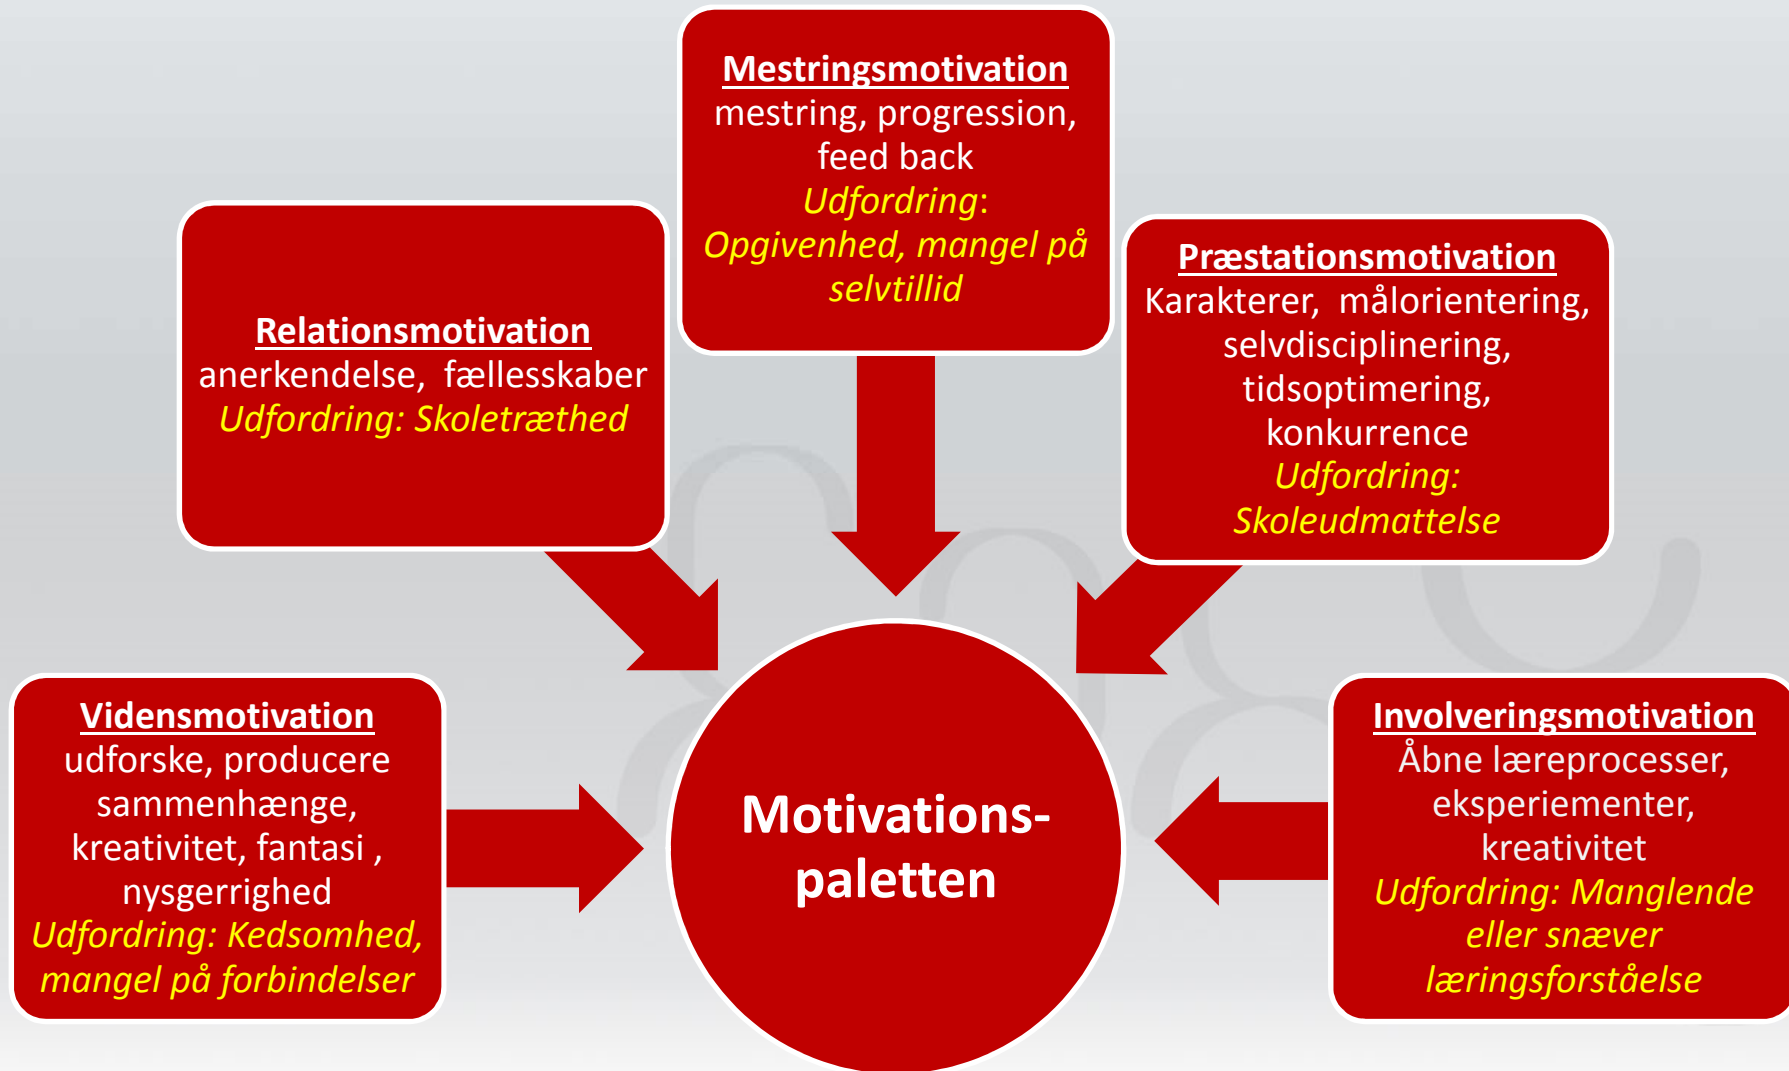 Mestringsmotivation
mestring, progression,
feed back
Udfordring:
Opgivenhed, mangel på
selvtillid
Relationsmotivation
anerkendelse, fællesskaber
Udfordring: Skoletræthed
Præstationsmotivation
Karakterer, målorientering,
selvdisciplinering,
tidsoptimering,
konkurrence
Udfordring:
Skoleudmattelse
Vidensmotivation
udforske, producere
sammenhænge,
kreativitet, fantasi ,
nysgerrighed
Udfordring: Kedsomhed,
mangel på forbindelser
Motivations-
paletten
Involveringsmotivation
Åbne læreprocesser,
eksperiementer,
kreativitet
Udfordring: Manglende
eller snæver
læringsforståelse